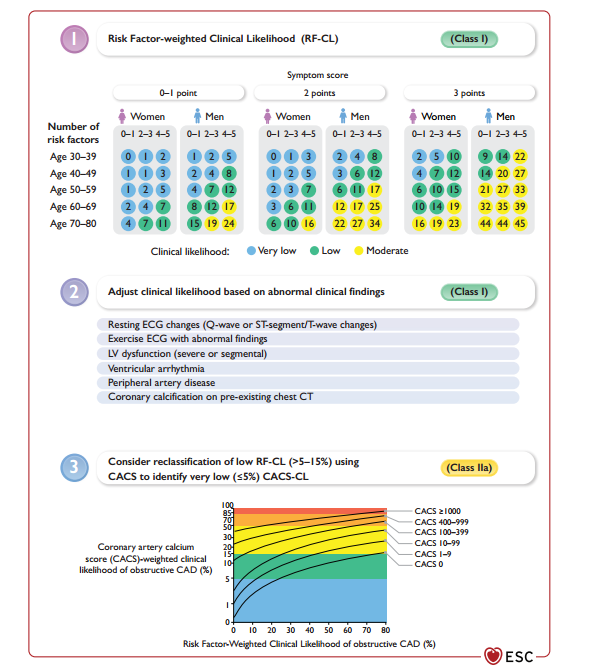 1 Risk Factor-weighted Clinical Likelihood (RF-CL) (Class I)
Symptom score
0–1 point 2 points 3 points
Women Men Women Men Women Men
Number of risk factors 0–1 2–3 4–5 0–1 2–3 4–5 0–1 2–3 4–5 0–1 2–3 4–5 0–1 2–3 4–5 0–1 2–3 4–5
Age 30–39 0 1 2 1 2 5 0 1 3 2 4 8 2 5 10 9 14 22
Age 40–49 1 1 3 2 4 8 1 2 5 3 6 12 4 7 12 14 20 27
Age 50–59 1 2 5 4 7 12 2 3 7 6 11 17 6 10 15 21 27 33
Age 60–69 2 4 7 8 12 17 3 6 11 12 17 25 10 14 19 32 35 39
Age 70–80 4 7 11 15 19 24 6 10 16 22 27 34 16 19 23 44 44 45
Clinical likelihood: Very low Low Moderate
2 Adjust clinical likelihood based on abnormal clinical findings (Class I)
Resting ECG changes (Q-wave or ST-segment/T-wave changes)
Exercise ECG with abnormal findings
LV dysfunction (severe or segmental)
Ventricular arrhythmia
Peripheral artery disease
Coronary calcification on pre-existing chest CT
3 Consider reclassification of low RF-CL (>5–15%) using
CACS to identify very low (≤5%) CACS-CL
(Class IIa)
Coronary artery calcium
score (CACS)-weighted clinical
likelihood of obstructive CAD (%)
100
85
70
50
30
20
15
10
5
1
0
CACS ≥1000
CACS 400–999
CACS 100–399
CACS 10–99
CACS 1–9
CACS 0
0 10 20 30 40 50 60 70 80
Risk Factor-Weighted Clinical Likelihood of obstructive CAD (%)
ESC